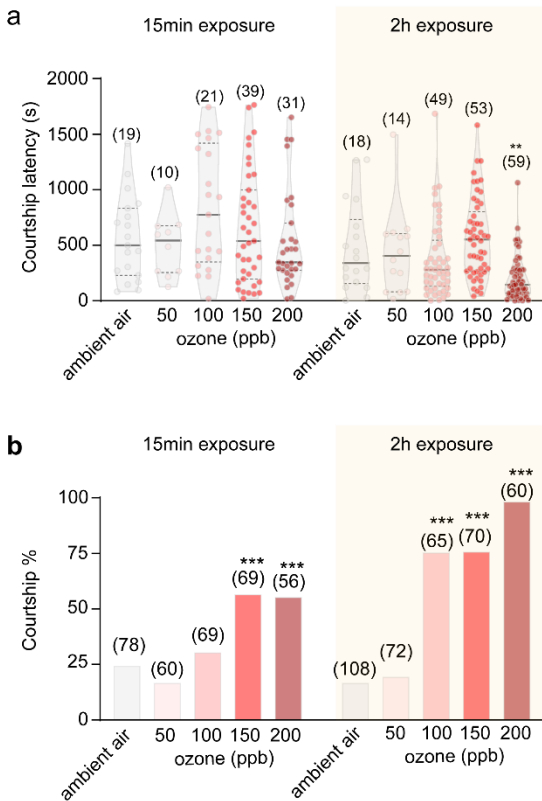 a
15min exposure 2h exposure
Courtship latency (s)
2000
1500
1000
500
0
(19) (10) (21) (39) (31) (18) (14) (49) (53) ** (59)
ambient air 50 100 150 200 ambient air 50 100 150 200
ozone (ppb) ozone (ppb)
b
15min exposure 2h exposure
Courtship %
100
75
50
25
0
(78) (60) (69) *** (69) *** (56) (108) (72) *** (65) *** (70) *** (60)
ambient air 50 100 150 200 ambient air 50 100 150 200
ozone (ppb) ozone (ppb)